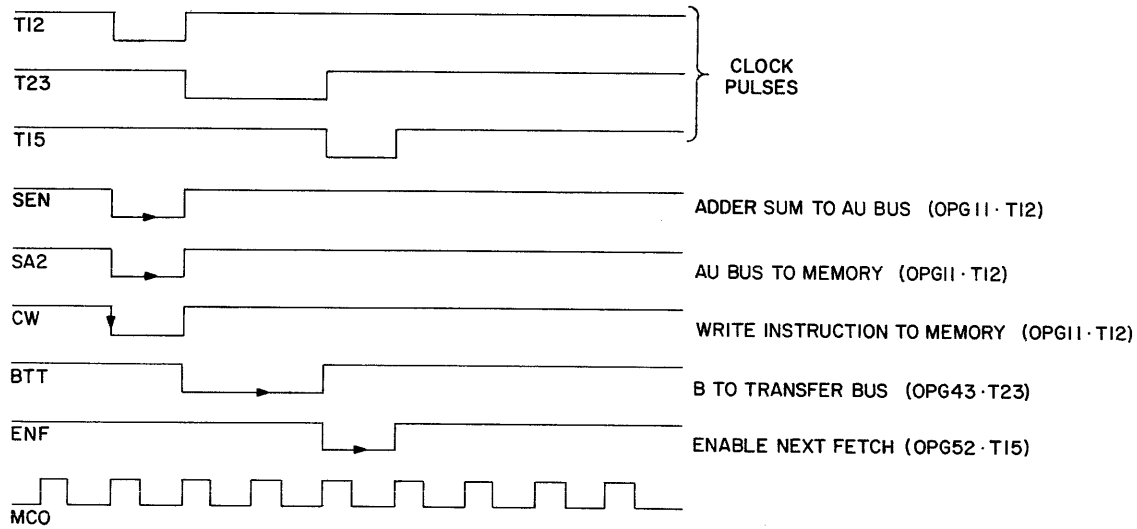 T12
T23
CLOCK
PULSES
T15
SEN
ADDER SUM TO AU BUS (OPG11·T12)
SA2
AU BUS TO MEMORY (OPG11·T12)
CW
WRITE INSTRUCTION TO MEMORY (OPG11·T12)
BTT
B TO TRANSFER BUS (OPG43·T23)
ENF
ENABLE NEXT FETCH (OPG52·T15)
MCO